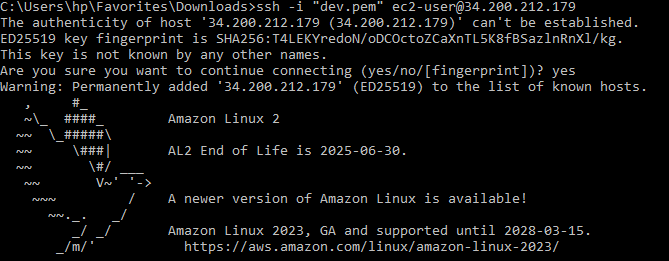 C:\Users\hp\Favorites\Downloads>ssh -i "dev.pem" ec2-user@34.200.212.179
The authenticity of host '34.200.212.179 (34.200.212.179)' can't be established.
ED25519 key fingerprint is SHA256:T4LEKYredoN/oDCOctoZCaXnTL5K8fBSazlnRnXl/kg.
This key is not known by any other names.
Are you sure you want to continue connecting (yes/no/[fingerprint])? yes
Warning: Permanently added '34.200.212.179' (ED25519) to the list of known hosts.
   ,     #_
   ~\_  ####_        Amazon Linux 2
  ~~  \_#####\
  ~~     \###|       AL2 End of Life is 2025-06-30.
  ~~       \#/ ___
   ~~       V~' '->
    ~~~         /    A newer version of Amazon Linux is available!
      ~~._.   _/
         _/ _/       Amazon Linux 2023, GA and supported until 2028-03-15.
       _/m/'           https://aws.amazon.com/linux/amazon-linux-2023/